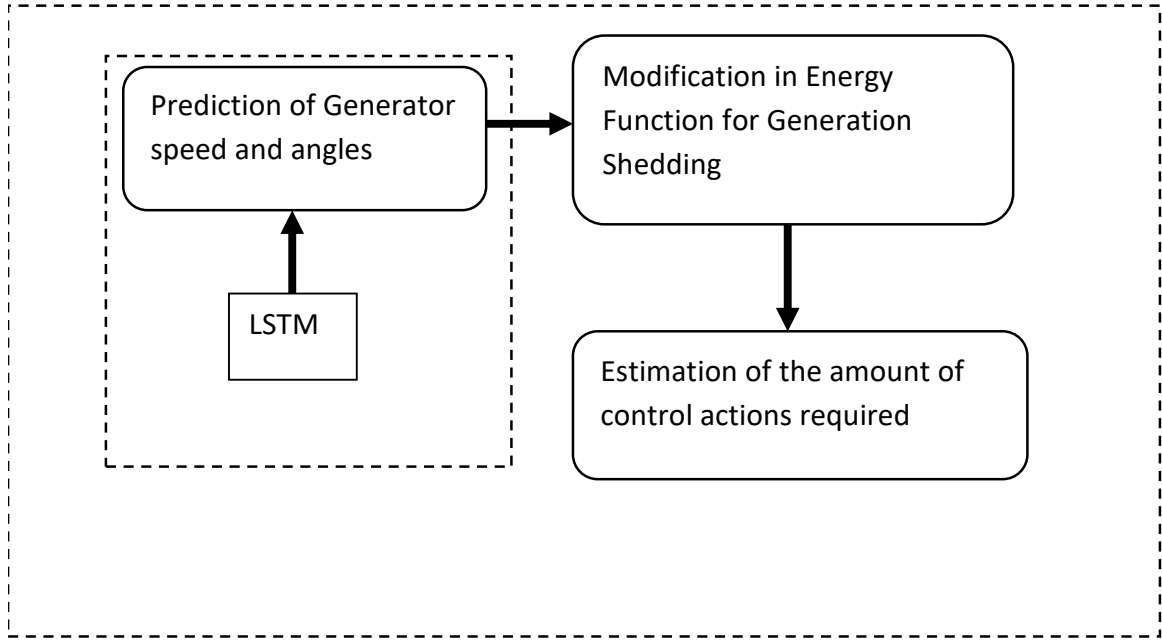 Prediction of Generator
speed and angles
Modification in Energy
Function for Generation
Shedding
LSTM
Estimation of the amount of
control actions required